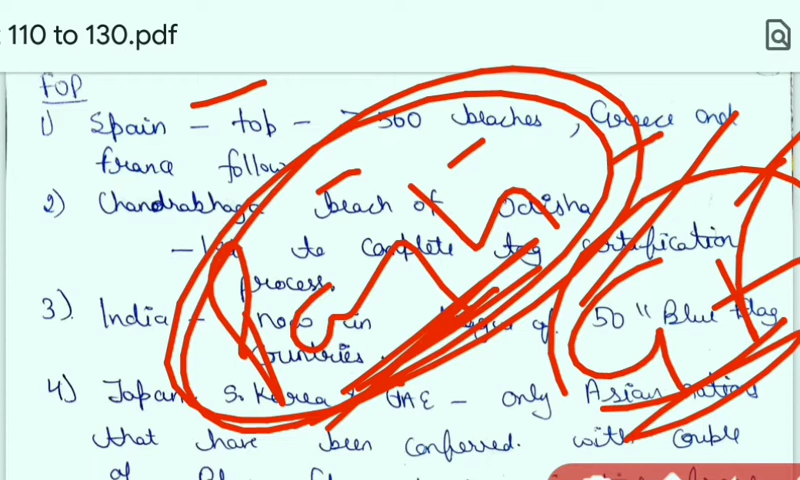 110 to 130.pdf
FOP
1) Spain - top - 560 beaches, Greece and
France follow
2) Chandrabhaga beach of Odisha
- to complete tag certification
process.
3). India - now in of 50 " Blue Flag
countries
4) Japan, S. Korea UAE - only Asian nations
that have been conferred with couple
of